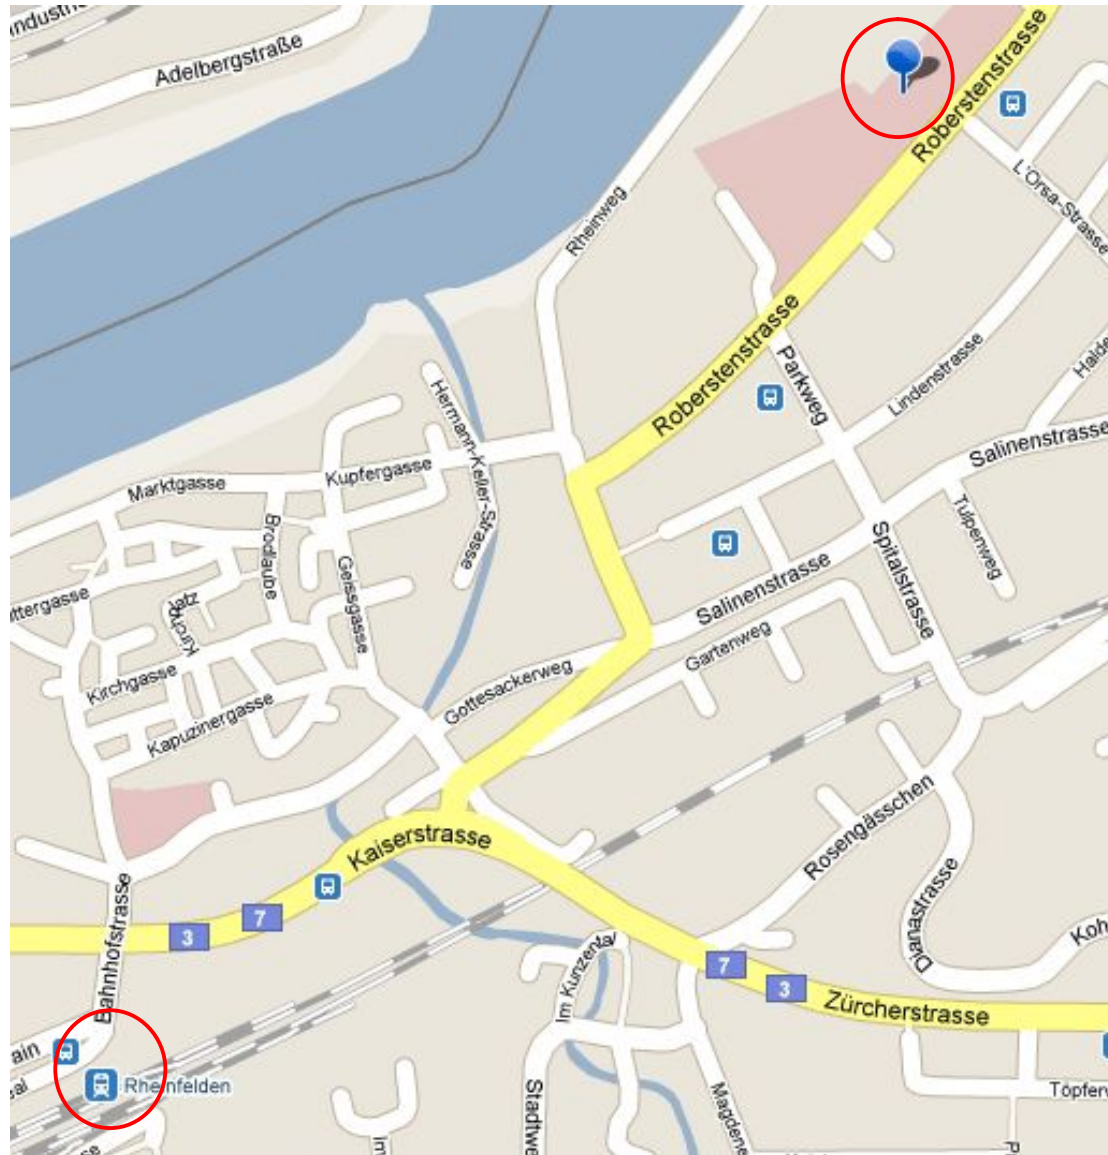 Adelbergstraße
Roberstenstrasse
L'Orsa-Strasse
Rheinweg
Roberstenstrasse
Parkweg
Lindenstrasse
Hermann-Keller-Strasse
Salinenstrasse
Kupfergasse
Marktgasse
Brodlaube
Geissgasse
Spitalstrasse
Tulpenweg
Salinenstrasse
Gartenweg
Kirchgasse
Gottesackerweg
Kapuzinergasse
Rosengässchen
Kaiserstrasse
Dianastrasse
Bahnhofstrasse
7
3
Im Kunzental
7
3
Zürcherstrasse
Rheinfelden